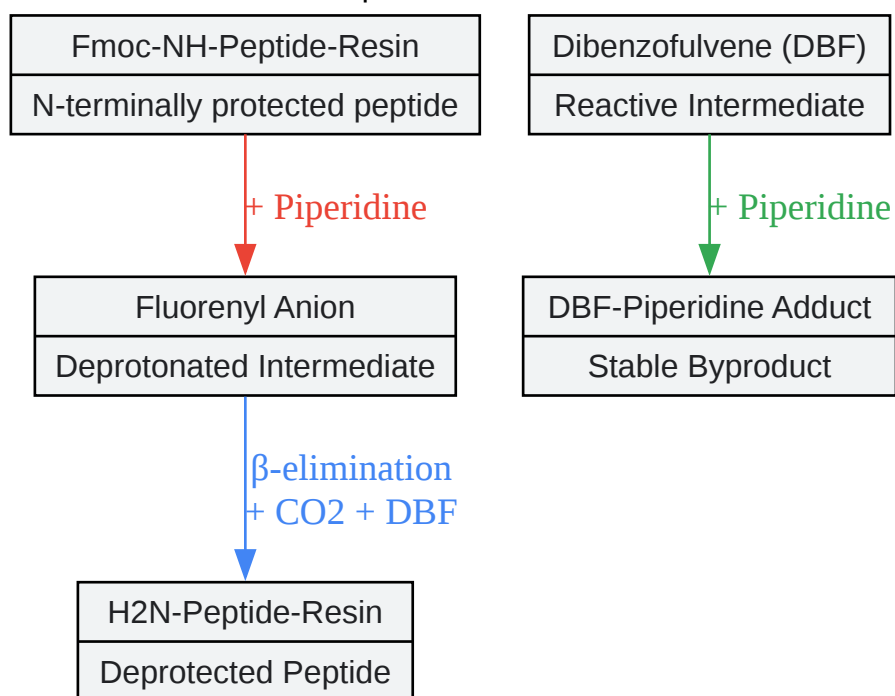 Fmoc-NH-Peptide-Resin
N-terminally protected peptide
+ Piperidine
Fluorenyl Anion
Deprotonated Intermediate
β-elimination
+ CO2 + DBF
H2N-Peptide-Resin
Deprotected Peptide
Dibenzofulvene (DBF)
Reactive Intermediate
+ Piperidine
DBF-Piperidine Adduct
Stable Byproduct